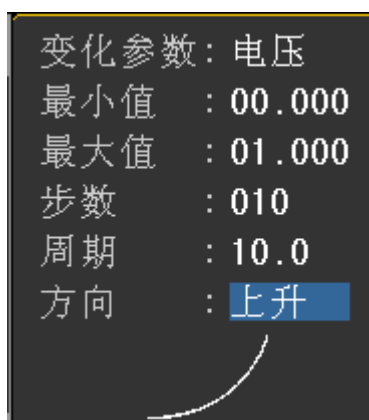 变化参数：电压
最小值 ：00.000
最大值 ：01.000
步数 ：010
周期 ：10.0
方向 ：上升